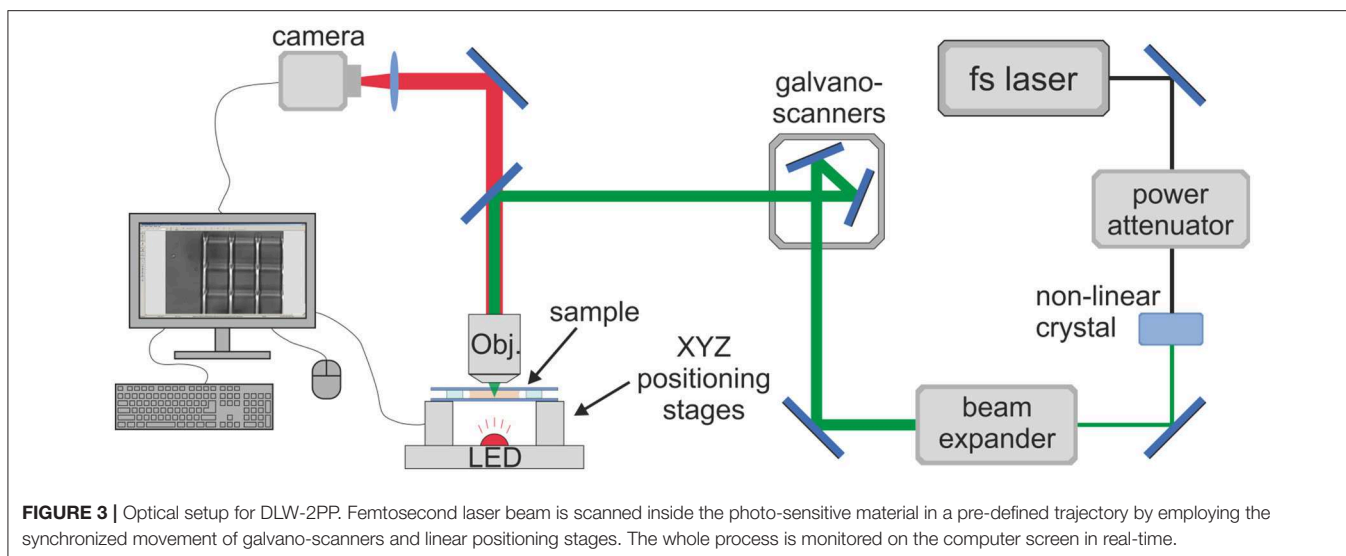 camera
galvano-
scanners
fs laser
power
attenuator
non-linear
crystal
sample
Obj.
XYZ
positioning
stages
beam
expander
LED
FIGURE 3 | Optical setup for DLW-2PP. Femtosecond laser beam is scanned inside the photo-sensitive material in a pre-defined trajectory by employing the
synchronized movement of galvano-scanners and linear positioning stages. The whole process is monitored on the computer screen in real-time.